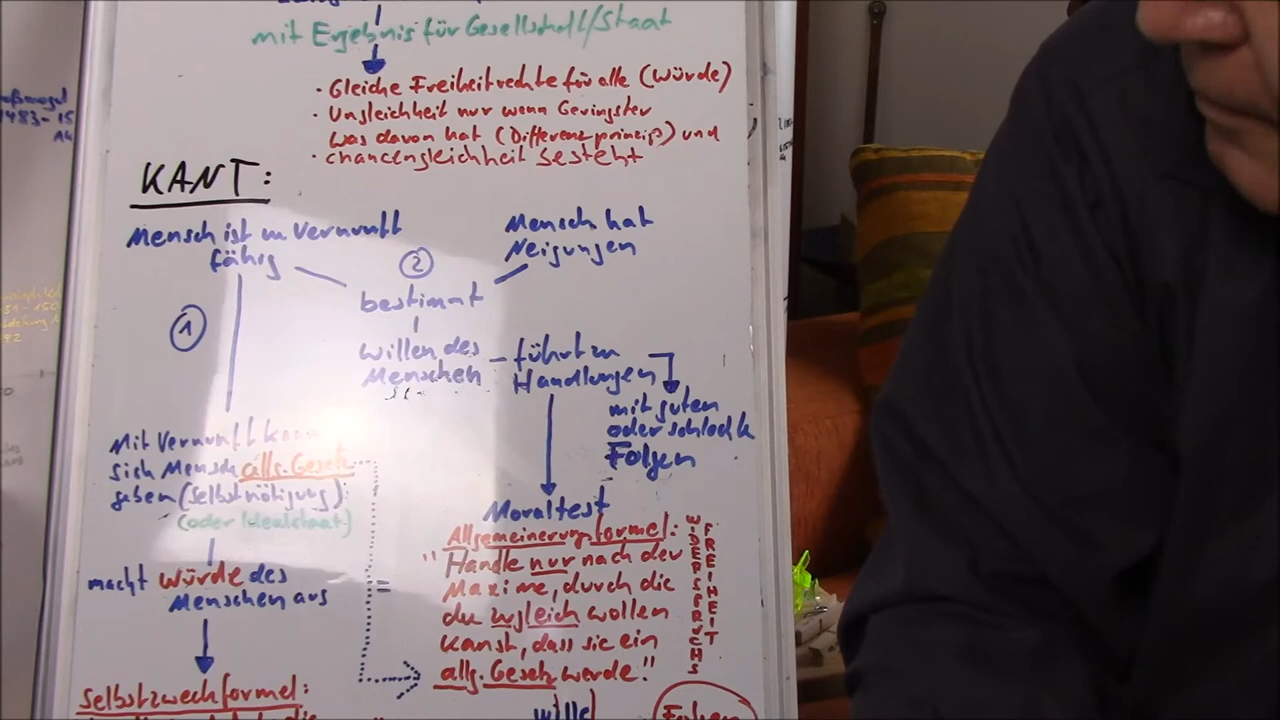 mit Ergebnis für Gesellschaft/Staat
· Gleiche Freiheitrechte für alle (Würde)
· Ungleichheit nur wenn Geringster
was davon hat (Differenzprinzip) und
· Chancengleichheit besteht
KANT:
Mensch ist zu Vernunft
fähig
Mensch hat
Neigungen
2
bestimmt
1
Willen des
Menschen
führt zu
Handlungen
mit guten
oder schlecht
Folgen
Mit Vernunft kann
sich Mensch allg. Gesetz
geben (Selbstnötigung)
(oder Idealstaat)
macht Würde des
Menschen aus
Selbstzweckformel:
Moraltest
Allgemeinerungformel:
"Handle nur nach der
Maxime, durch die
du zugleich wollen
kanst, dass sie ein
allg. Gesetz werde!"
WIDERSPRUCHS
FREIHEIT
=
Wille
Folgen